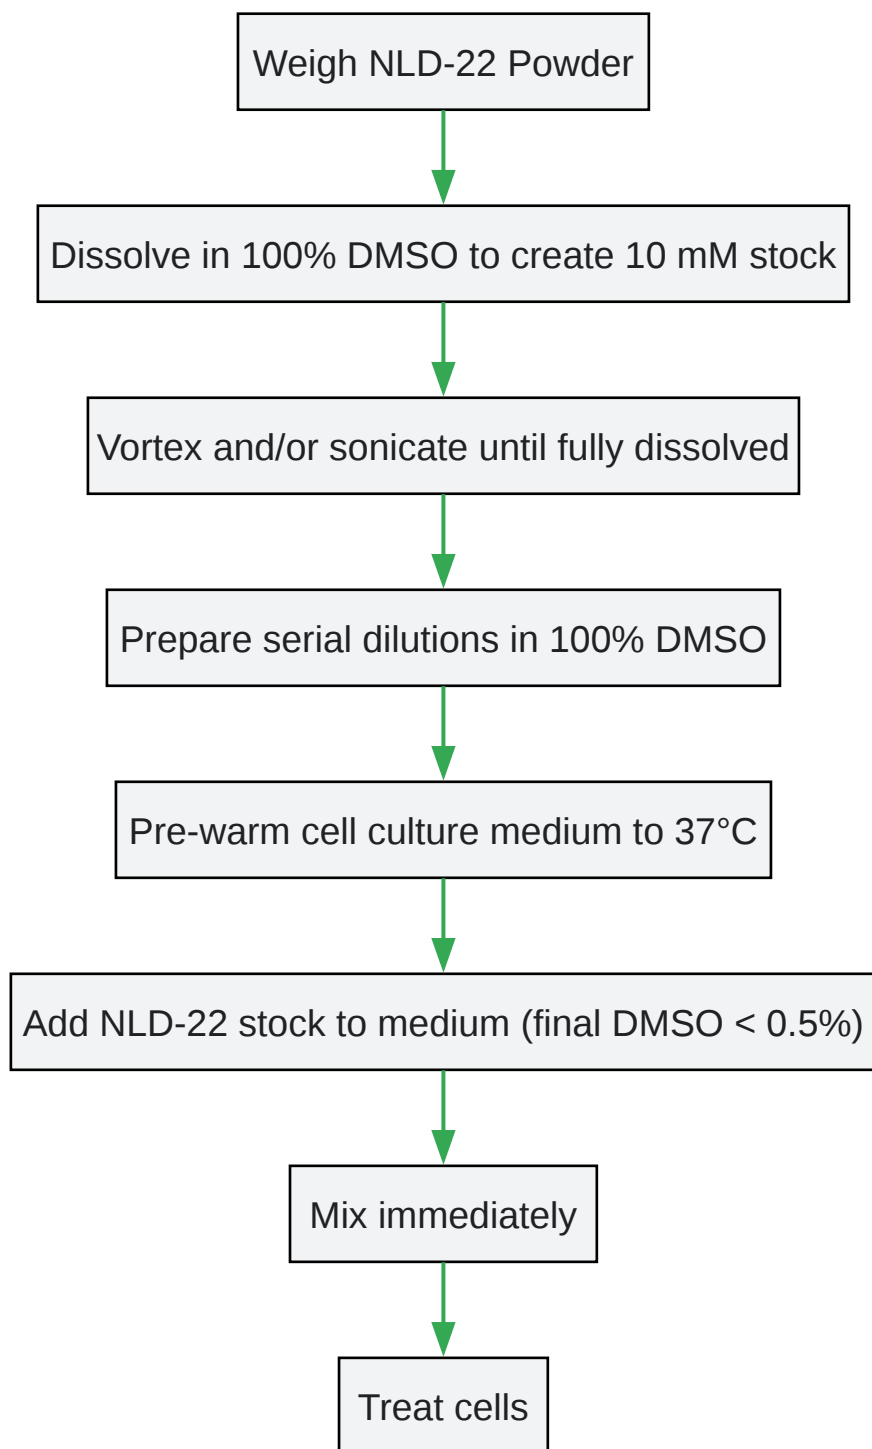 Weigh NLD-22 Powder
Dissolve in 100% DMSO to create 10 mM stock
Vortex and/or sonicate until fully dissolved
Prepare serial dilutions in 100% DMSO
Pre-warm cell culture medium to 37°C
Add NLD-22 stock to medium (final DMSO < 0.5%)
Mix immediately
Treat cells